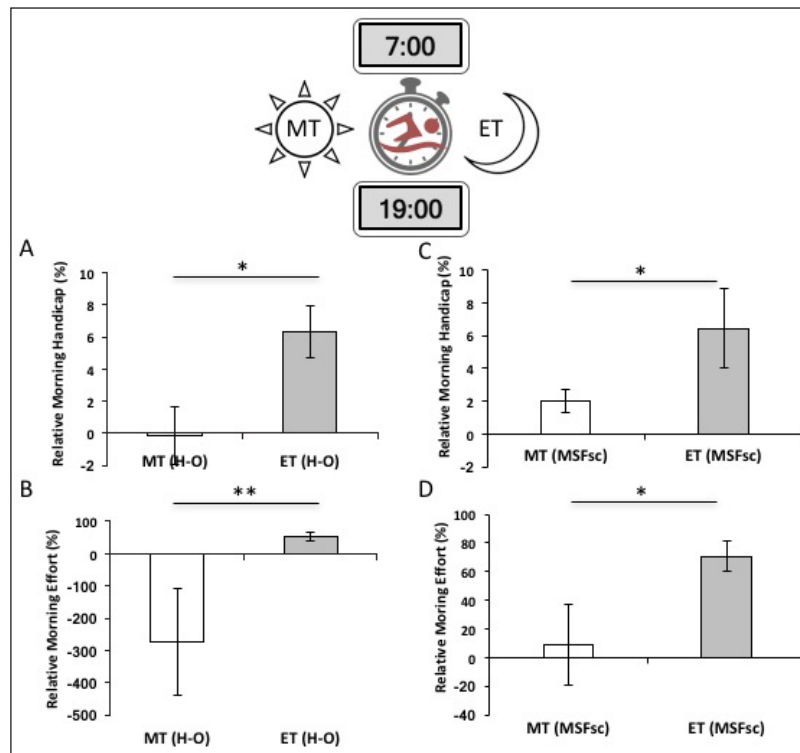 7:00
MT
ET
19:00
A
*
Relative Morning Handicap (%)
10
8
6
4
2
0
-2
MT (H-O)
ET (H-O)
B
**
Relative Morning Effort (%)
100
0
-100
-200
-300
-400
-500
MT (H-O)
ET (H-O)
C
*
Relative Morning Handicap (%)
10
8
6
4
2
0
-2
MT (MSFsc)
ET (MSFsc)
D
*
Relative Moring Effort (%)
100
80
60
40
20
0
-20
-40
MT (MSFsc)
ET (MSFsc)